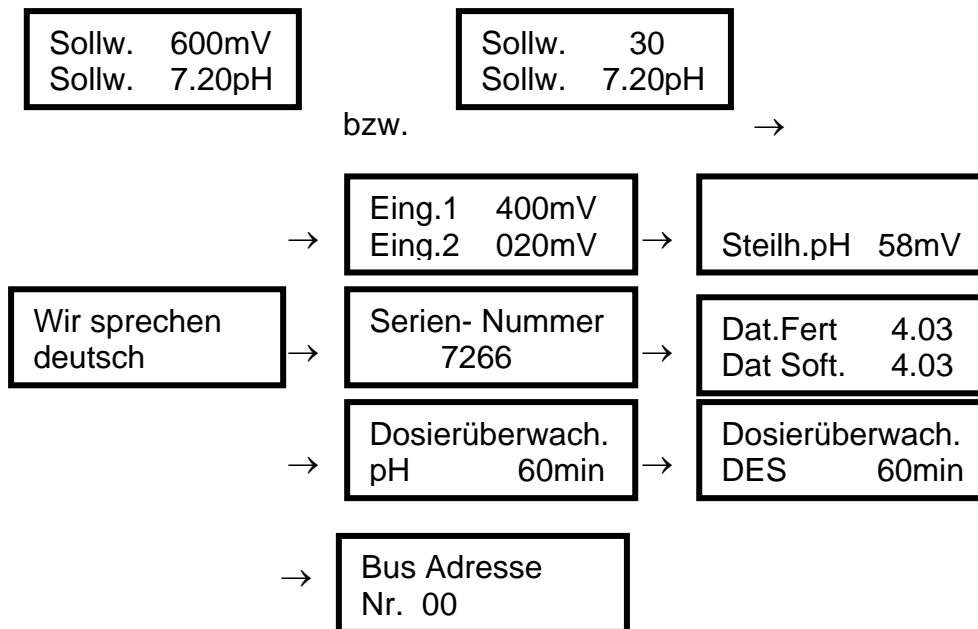 Sollw. 600mV
Sollw. 7.20pH
Sollw. 30
Sollw. 7.20pH
bzw. →
→ Eing.1 400mV
Eing.2 020mV
→ Steilh.pH 58mV
Wir sprechen
deutsch
→ Serien- Nummer
7266
→ Dat.Fert 4.03
Dat Soft. 4.03
→ Dosierüberwach.
pH 60min
→ Dosierüberwach.
DES 60min
→ Bus Adresse
Nr. 00